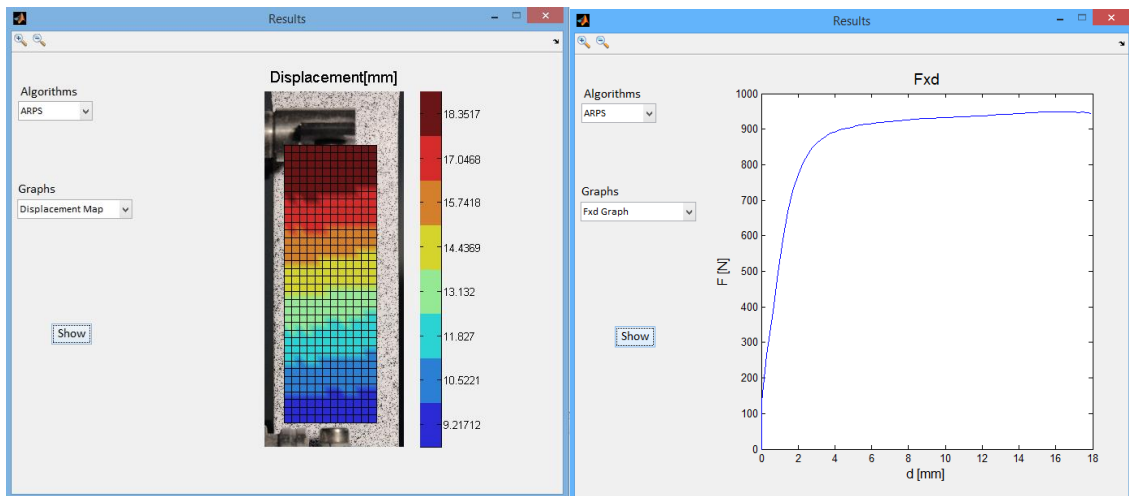 Results
Displacement[mm]
Algorithms
ARPS
Graphs
Displacement Map
Show
18.3517
17.0468
15.7418
14.4369
13.132
11.827
10.5221
9.21712
Results
Algorithms
ARPS
Graphs
Fxd Graph
Show
Fxd
1000
900
800
700
600
500
400
300
200
100
0
F [N]
0 2 4 6 8 10 12 14 16 18
d [mm]